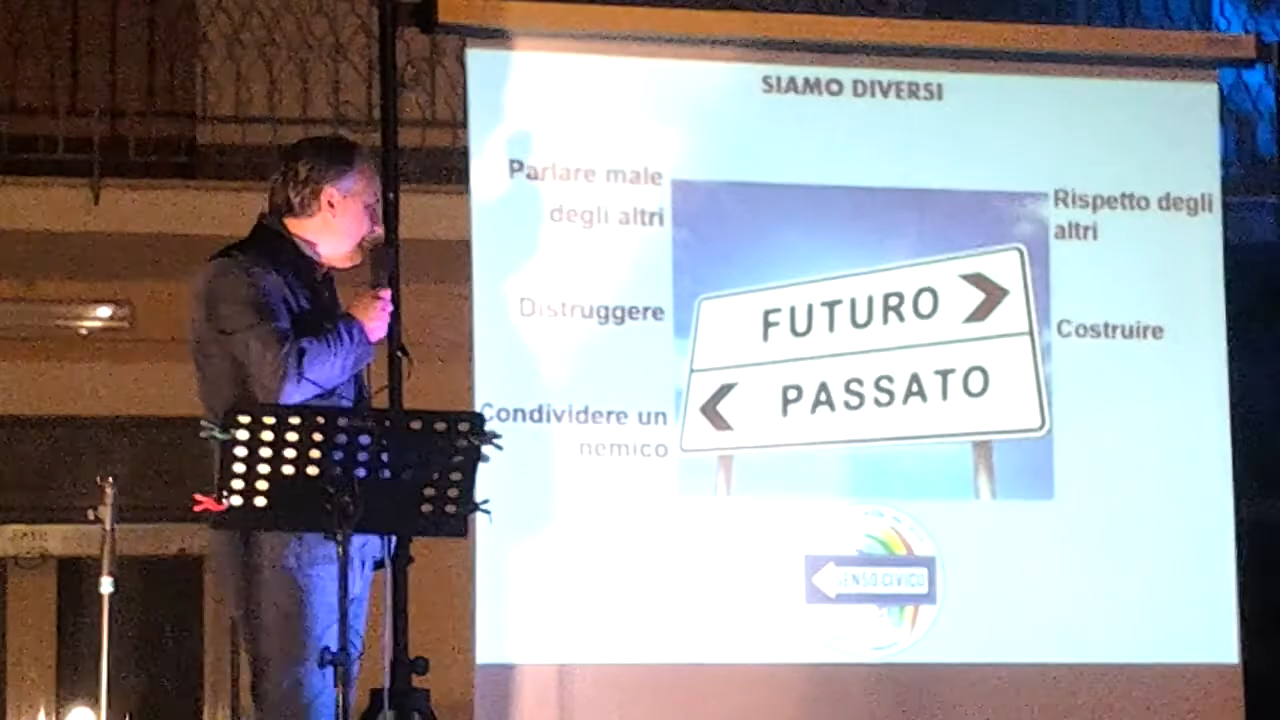 SIAMO DIVERSI
Parlare male
degli altri
Distruggere
Condividere un
nemico
FUTURO
PASSATO
Rispetto degli
altri
Costruire
SENSO CIVICO